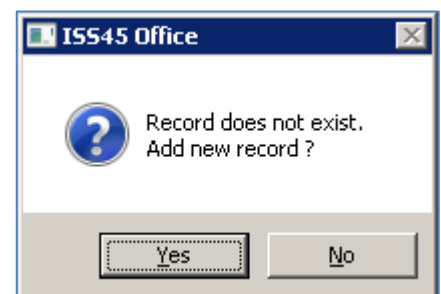 ISS45 Office
Record does not exist.
Add new record ?
Yes
No